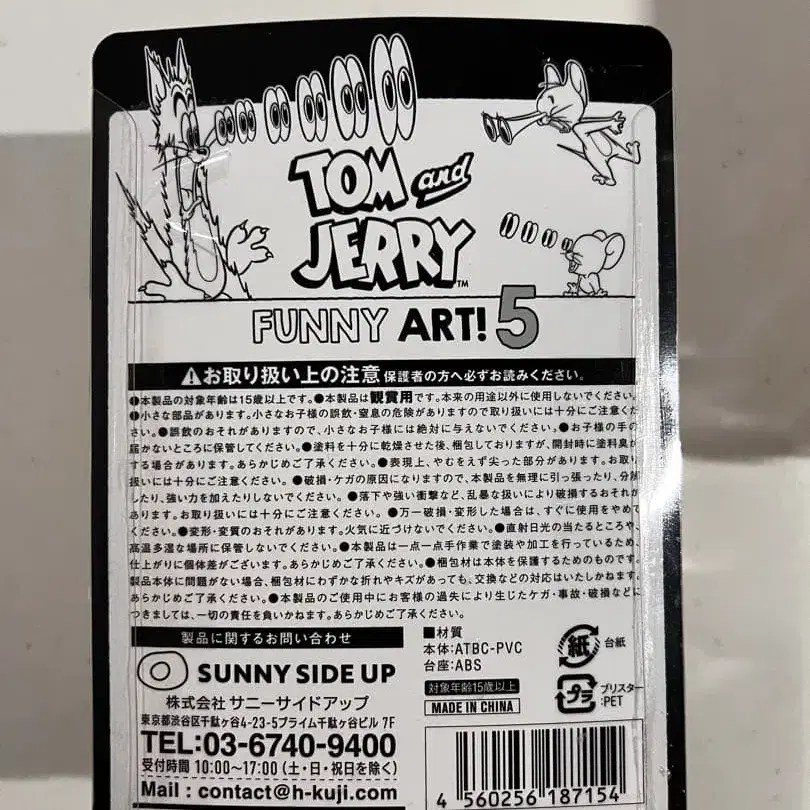 TOM and
JERRY™
FUNNY ART! 5
お取り扱い上の注意 保護者の方へ必ずお読みください。
●本製品の対象年齢は15歳以上です。●本製品は観賞用です。本来の用途以外に使用しないでください。
●小さな部品があります。小さなお子様の誤飲・窒息の危険がありますので取り扱いには十分にご注意くだ
さい。●誤飲のおそれがありますので、小さなお子様には絶対に与えないでください。●お子様の手の
届かないところに保管してください。●塗料を十分に乾燥させた後、梱包しておりますが、開封時に塗料臭が
する場合があります。あらかじめご了承ください。●表現上、やむをえず尖った部分があります。お取り
扱いには十分にご注意ください。●破損・ケガの原因になりますので、本製品を無理に引っ張ったり、分解
したり、強い力を加えたりしないでください。●落下や強い衝撃など、乱暴な扱いにより破損するおそれが
あります。お取り扱いには十分にご注意ください。●万一破損・変形した場合は、すぐに使用をやめて
ください。●変形・変質のおそれがあります。火気に近づけないでください。●直射日光の当たるところや、
高温多湿な場所に保管しないでください。●本製品は一点一点手作業で塗装や加工を行っているため、
仕上がりに個体差がございます。あらかじめご了承ください。●梱包材は本体を保護するためのものです。
製品本体に問題がない場合、梱包材にわずかな折れやキズがあっても、交換などの対応はいたしかねます。
あらかじめご了承ください。●本製品のご使用中にお客様の過失により生じたケガ・事故・破損などに
つきましては、一切の責任を負いかねます。あらかじめご了承ください。
製品に関するお問い合わせ
SUNNY SIDE UP
株式会社 サニーサイドアップ
東京都渋谷区千駄ヶ谷4-23-5プライム千駄ヶ谷ビル 7F
TEL:03-6740-9400
受付時間 10:00〜17:00 (土・日・祝日を除く)
Mail : contact@h-kuji.com
■材質
本体:ATBC-PVC
台座:ABS
対象年齢15歳以上
MADE IN CHINA
紙 台紙
プラ ブリスター
:PET
4 560256 187154